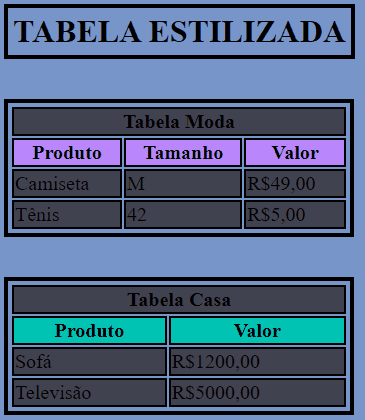 TABELA ESTILIZADA
Tabela Moda
Produto Tamanho Valor
Camiseta M R$49,00
Tênis 42 R$5,00
Tabela Casa
Produto Valor
Sofá R$1200,00
Televisão R$5000,00